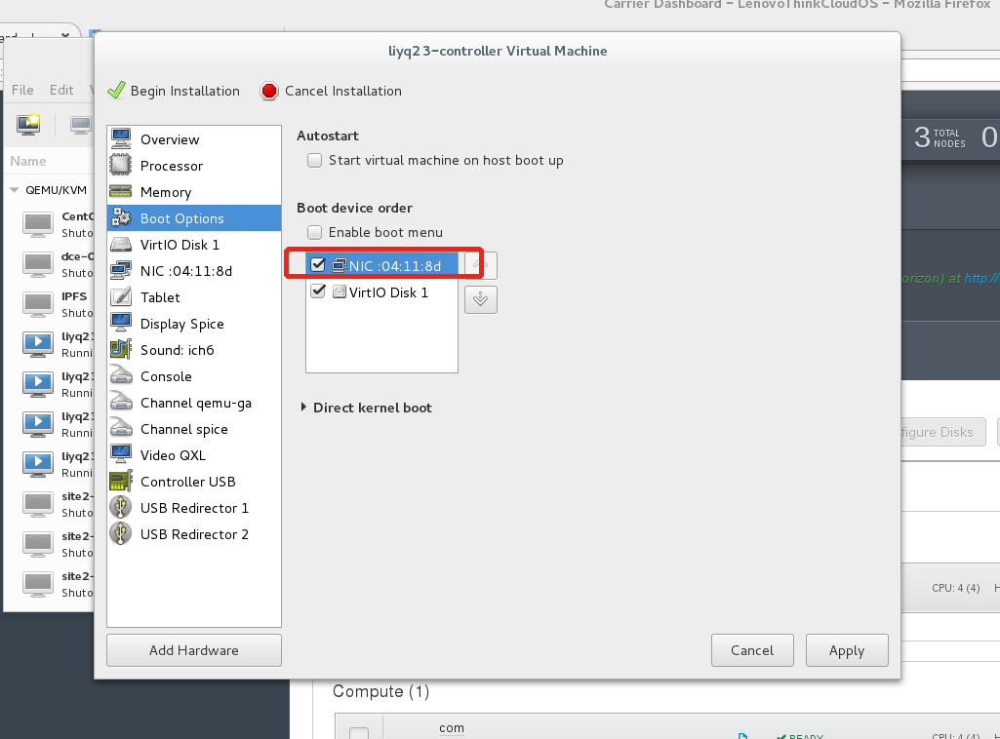 Carrier Dashboard – LenovoThinkCloudOS – Mozilla Firefox
liyq23-controller Virtual Machine
File Edit
Begin Installation Cancel Installation
3 TOTAL NODES 0
Name
QEMU/KVM
CentO
Shuto
dce-
Shuto
IPFS
Shuto
liyq23
Runni
liyq23
Runni
liyq23
Runni
liyq23
Runni
site2-
Shuto
site2-
Shuto
site2-
Shuto
Overview
Processor
Memory
Boot Options
VirtIO Disk 1
NIC :04:11:8d
Tablet
Display Spice
Sound: ich6
Console
Channel qemu-ga
Channel spice
Video QXL
Controller USB
USB Redirector 1
USB Redirector 2
Add Hardware
Autostart
Start virtual machine on host boot up
Boot device order
Enable boot menu
NIC :04:11:8d
VirtIO Disk 1
Direct kernel boot
Cancel Apply
orizon) at http://
figure Disks
CPU: 4 (4) H
Compute (1)
com
READY
CPU: 4 (4) H